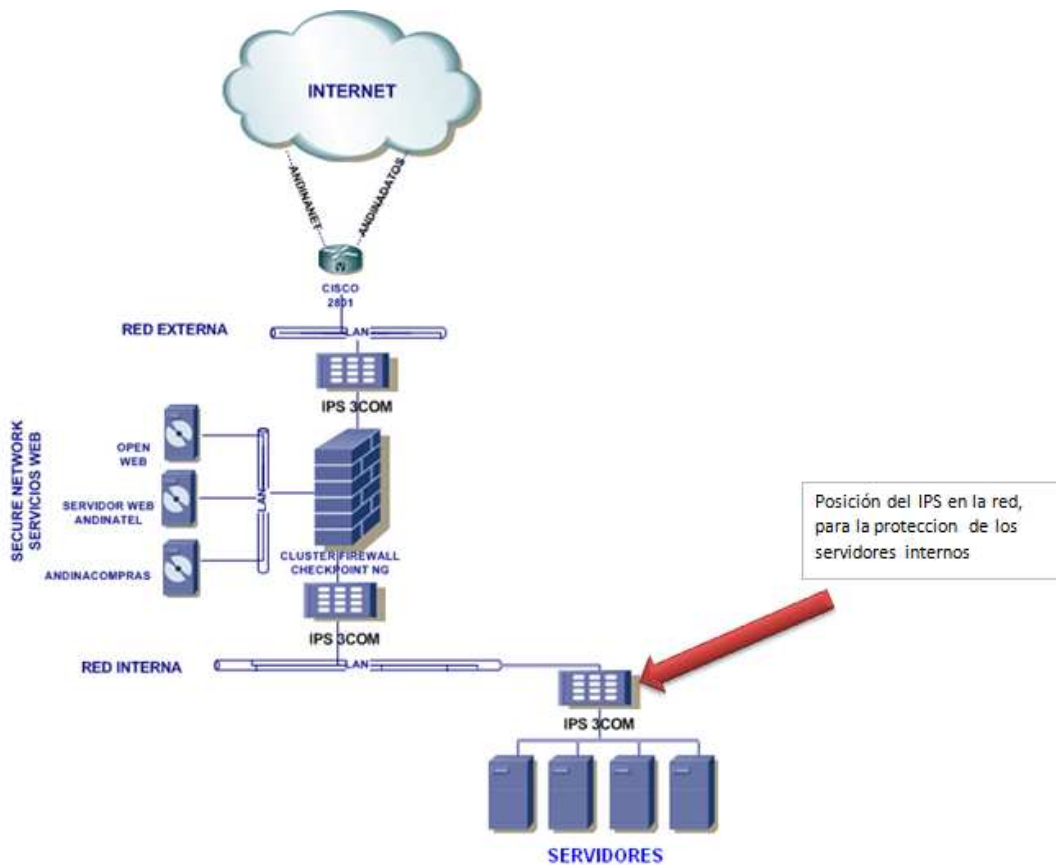 INTERNET
ANDINANET
ANDINADATOS
CISCO
2801
RED EXTERNA
LAN
IPS 3COM
SECURE NETWORK
SERVICIOS WEB
OPEN
WEB
SERVIDOR WEB
ANDINATEL
ANDINACOMPRAS
LAN
CLUSTER FIREWALL
CHECKPOINT NG
Posición del IPS en la red,
para la proteccion de los
servidores internos
IPS 3COM
RED INTERNA
LAN
IPS 3COM
SERVIDORES